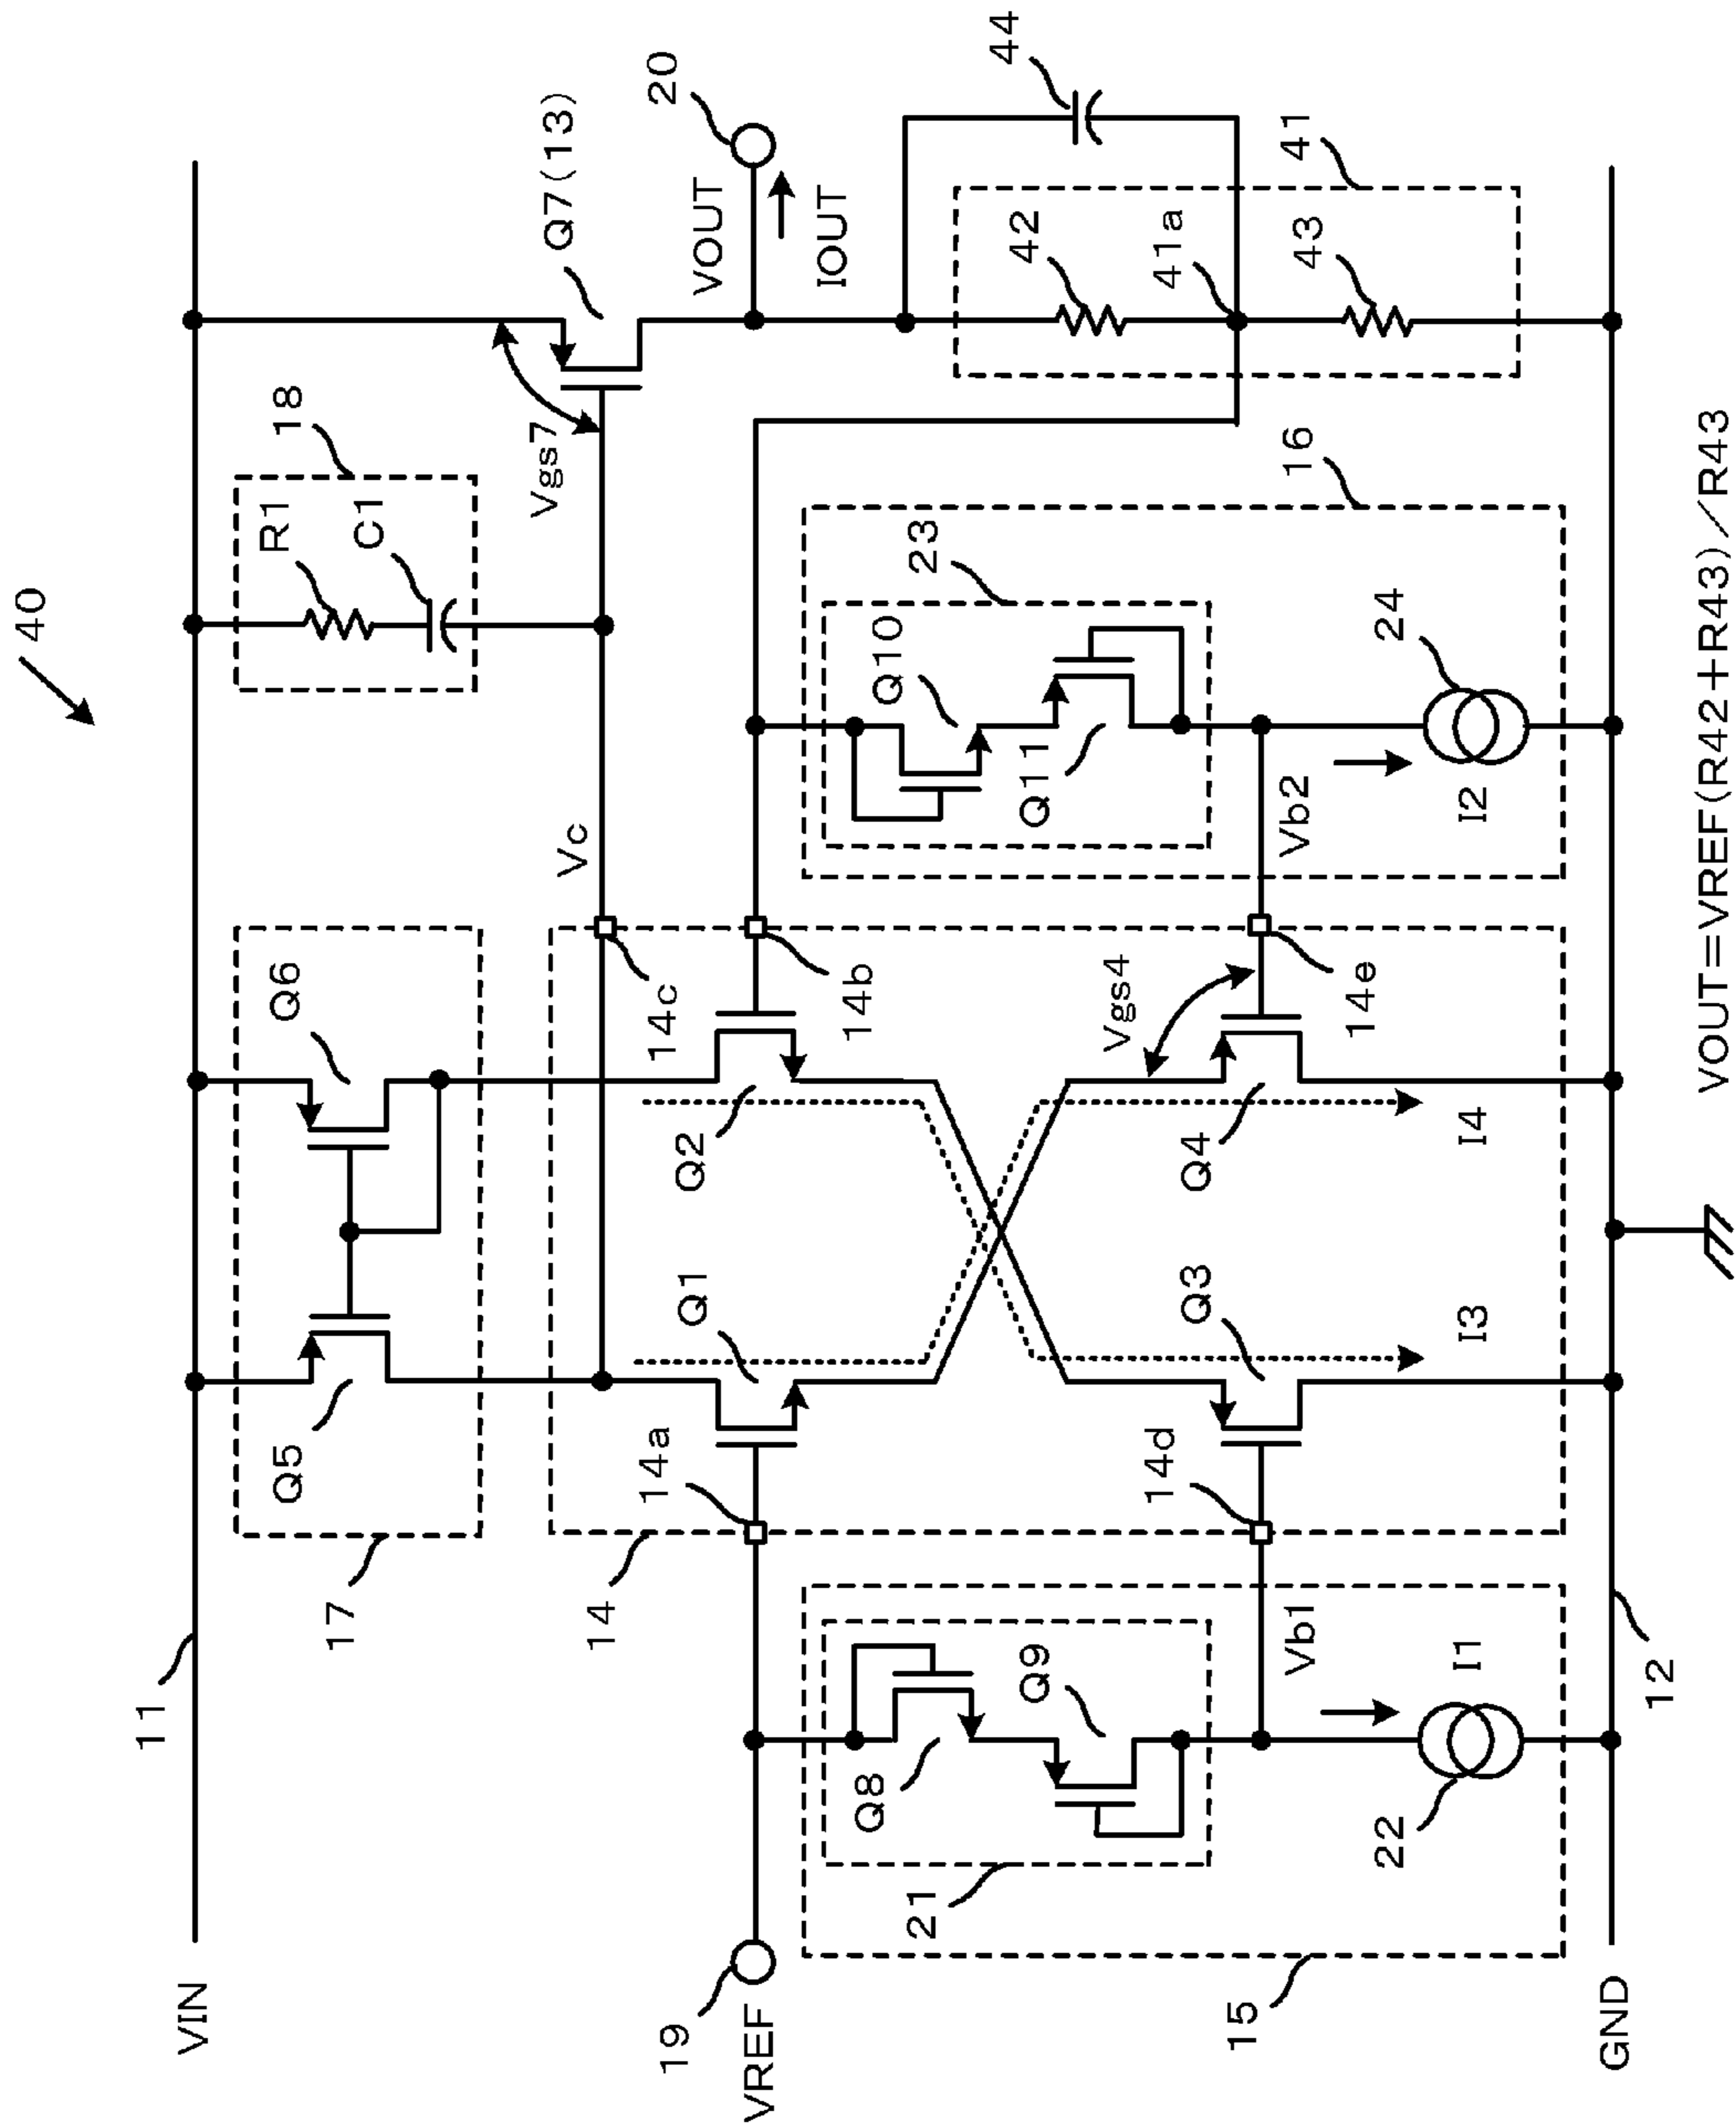 40
VIN
11
17
Q5
Q6
18
R1
C1
Vgs7
Q7(13)
20
VOUT
IOUT
44
Vc
14c
14
14a
Q1
Q2
14b
19
VREF
21
Q8
Q9
23
Q10
Q11
16
42
41a
43
41
14d
Q3
Q4
Vgs4
14e
Vb1
Vb2
15
22
I1
I3
I4
I2
24
GND
12
VOUT=VREF(R42+R43)/R43